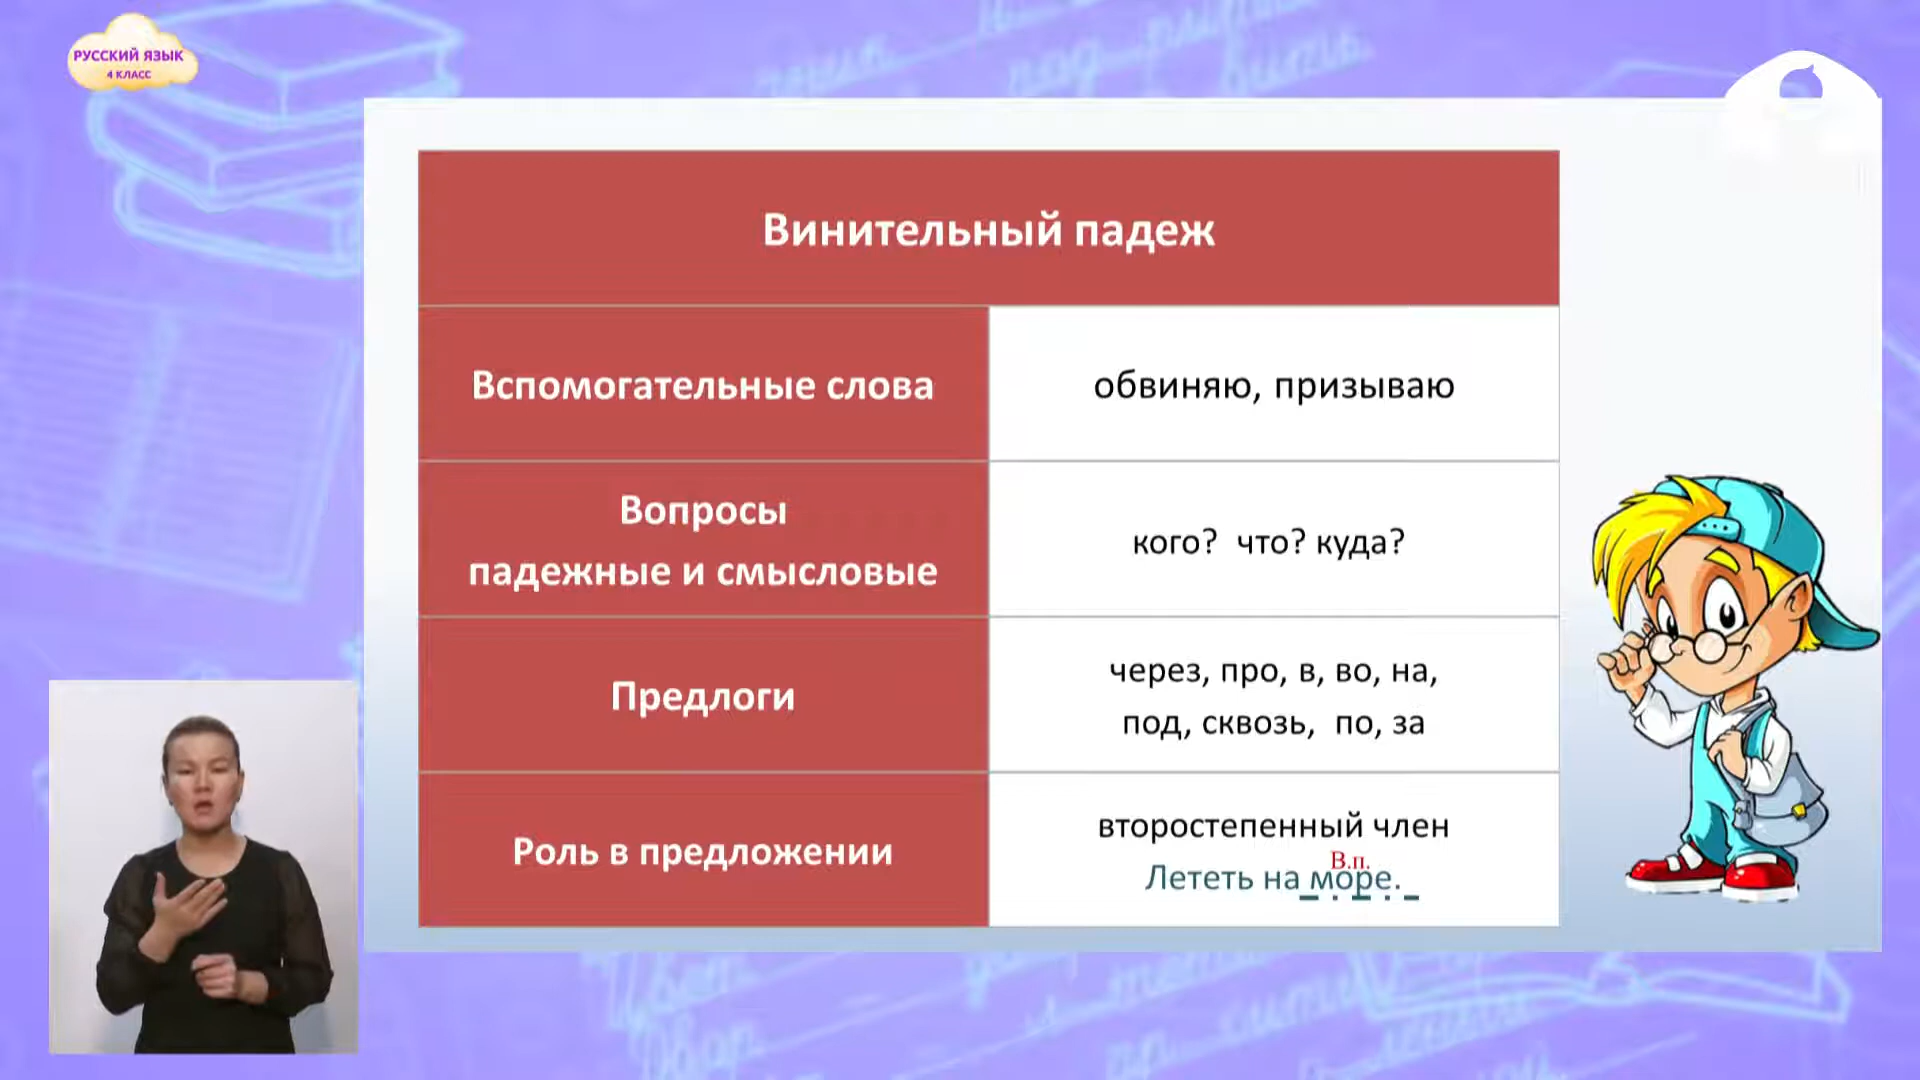 РУССКИЙ ЯЗЫК
4 КЛАСС
Винительный падеж
Вспомогательные слова
обвиняю, призываю
Вопросы
падежные и смысловые
кого? что? куда?
Предлоги
через, про, в, во, на,
под, сквозь, по, за
Роль в предложении
второстепенный член
В.п.
Лететь на море.